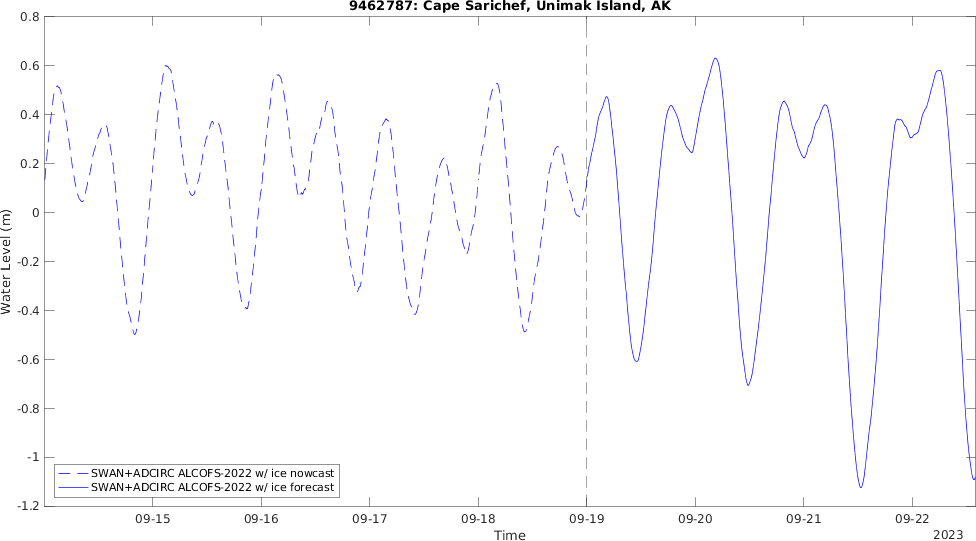 9462787: Cape Sarichef, Unimak Island, AK
0.8
0.6
0.4
0.2
0
-0.2
-0.4
-0.6
-0.8
-1
-1.2
Water Level (m)
SWAN+ADCIRC ALCOFS-2022 w/ ice nowcast
SWAN+ADCIRC ALCOFS-2022 w/ ice forecast
09-15 09-16 09-17 09-18 09-19 09-20 09-21 09-22
Time
2023